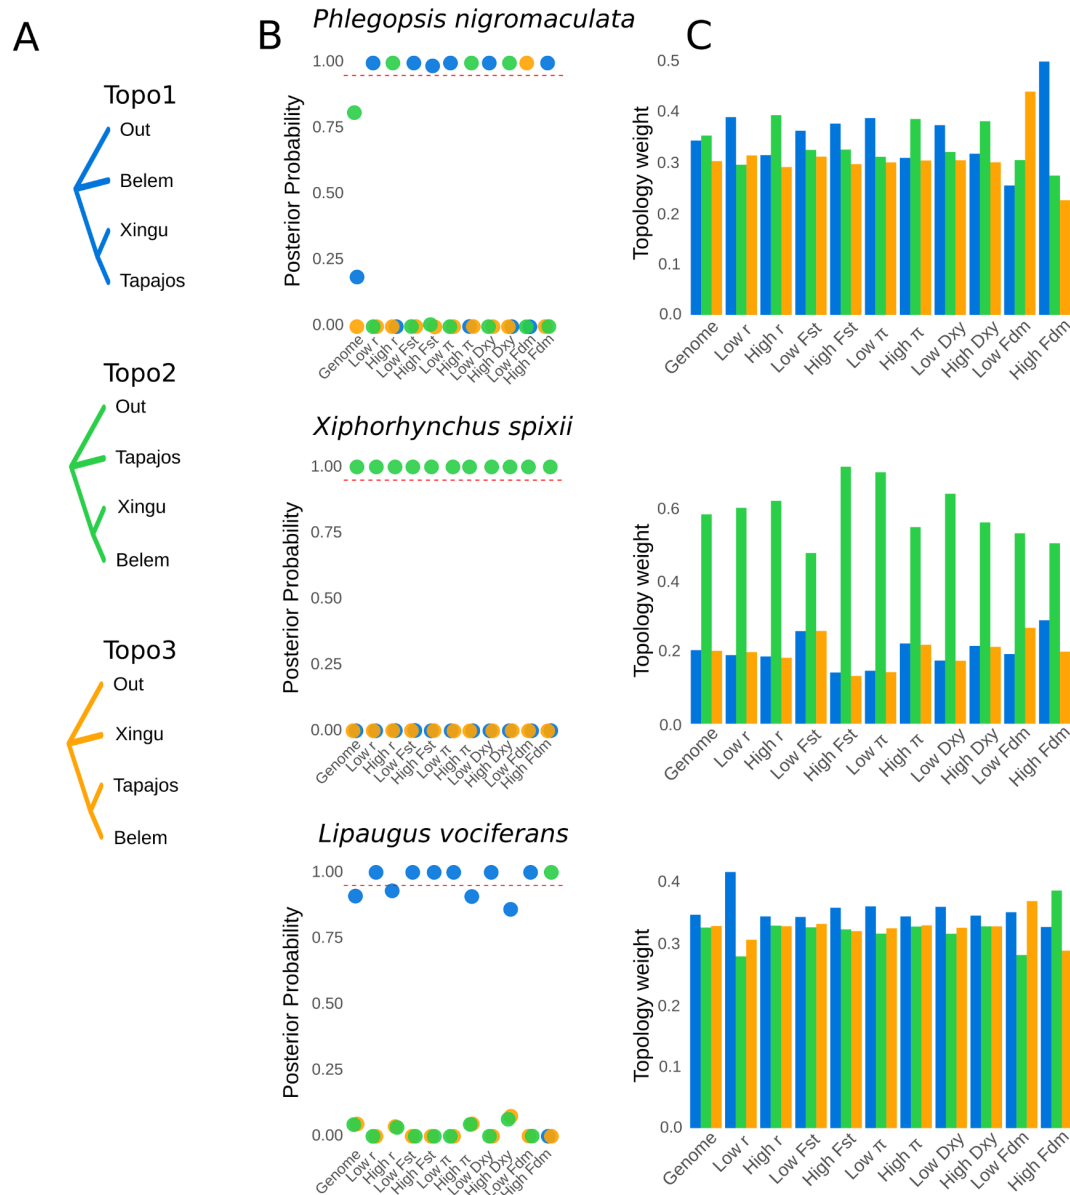 A
Topo1
Out
Belem
Xingu
Tapajos
Topo2
Out
Tapajos
Xingu
Belem
Topo3
Out
Xingu
Tapajos
Belem
B
Phlegopsis nigromaculata
Posterior Probability
1.00
0.75
0.50
0.25
0.00
Genome
Low r
High r
Low Fst
High Fst
Low π
High π
Low Dxy
High Dxy
Low Fdm
High Fdm
C
Topology weight
0.5
0.4
0.3
0.2
0.1
0.0
Genome
Low r
High r
Low Fst
High Fst
Low π
High π
Low Dxy
High Dxy
Low Fdm
High Fdm
Xiphorhynchus spixii
Posterior Probability
1.00
0.75
0.50
0.25
0.00
Genome
Low r
High r
Low Fst
High Fst
Low π
High π
Low Dxy
High Dxy
Low Fdm
High Fdm
Topology weight
0.6
0.4
0.2
0.0
Genome
Low r
High r
Low Fst
High Fst
Low π
High π
Low Dxy
High Dxy
Low Fdm
High Fdm
Lipaugus vociferans
Posterior Probability
1.00
0.75
0.50
0.25
0.00
Genome
Low r
High r
Low Fst
High Fst
Low π
High π
Low Dxy
High Dxy
Low Fdm
High Fdm
Topology weight
0.4
0.3
0.2
0.1
0.0
Genome
Low r
High r
Low Fst
High Fst
Low π
High π
Low Dxy
High Dxy
Low Fdm
High Fdm